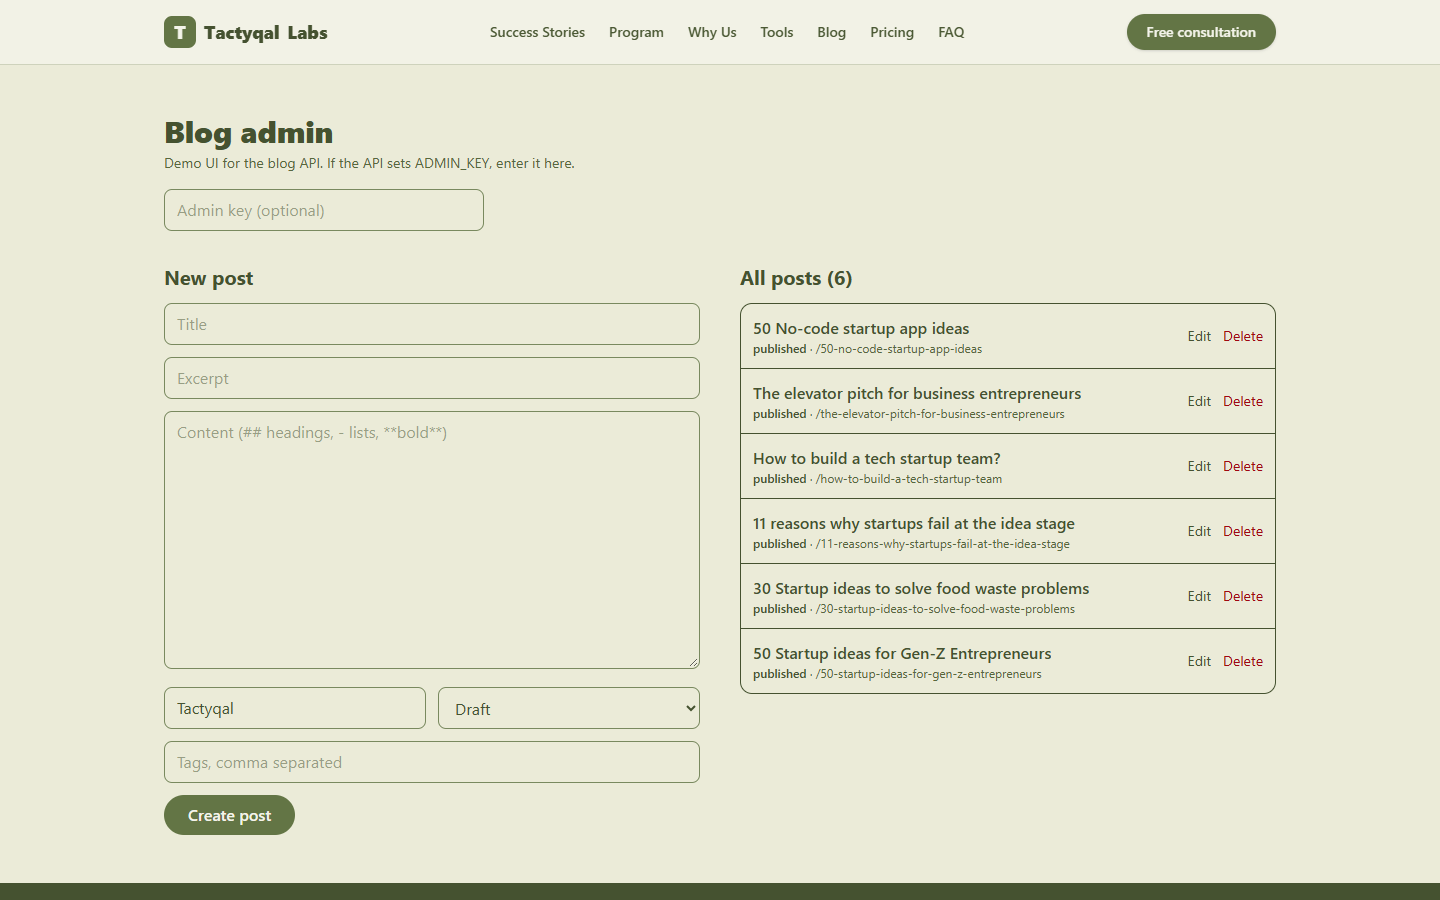 T Tactyqal Labs
Success Stories Program Why Us Tools Blog Pricing FAQ
Free consultation
Blog admin
Demo UI for the blog API. If the API sets ADMIN_KEY, enter it here.
Admin key (optional)
New post
Title
Excerpt
Content (## headings, - lists, **bold**)
Tactyqal
Draft
Tags, comma separated
Create post
All posts (6)
50 No-code startup app ideas
published · /50-no-code-startup-app-ideas
Edit Delete
The elevator pitch for business entrepreneurs
published · /the-elevator-pitch-for-business-entrepreneurs
Edit Delete
How to build a tech startup team?
published · /how-to-build-a-tech-startup-team
Edit Delete
11 reasons why startups fail at the idea stage
published · /11-reasons-why-startups-fail-at-the-idea-stage
Edit Delete
30 Startup ideas to solve food waste problems
published · /30-startup-ideas-to-solve-food-waste-problems
Edit Delete
50 Startup ideas for Gen-Z Entrepreneurs
published · /50-startup-ideas-for-gen-z-entrepreneurs
Edit Delete